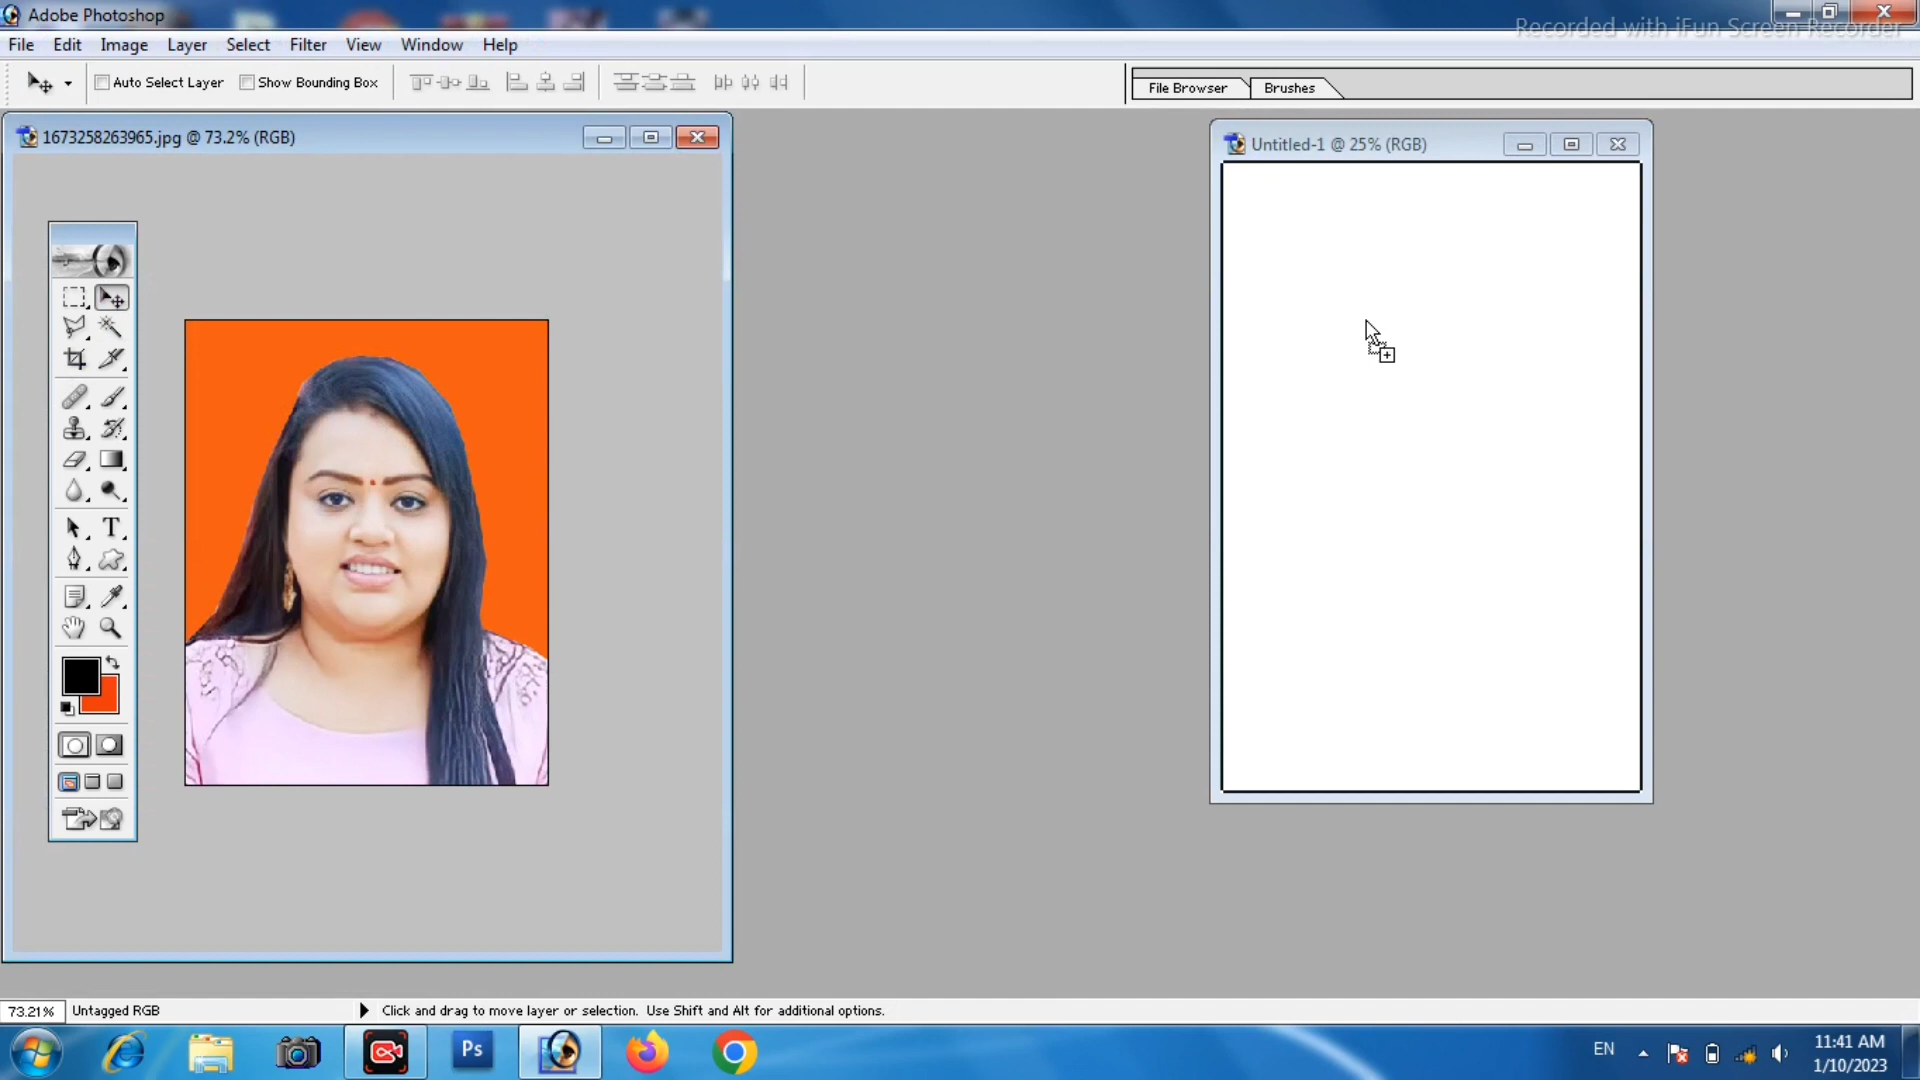 Adobe Photoshop
Recorded with iFun Screen Recorder
File Edit Image Layer Select Filter View Window Help
Auto Select Layer Show Bounding Box
File Browser Brushes
1673258263965.jpg @ 73.2% (RGB)
Untitled-1 @ 25% (RGB)
T
73.21% Untagged RGB Click and drag to move layer or selection. Use Shift and Alt for additional options.
Ps
EN
11:41 AM
1/10/2023